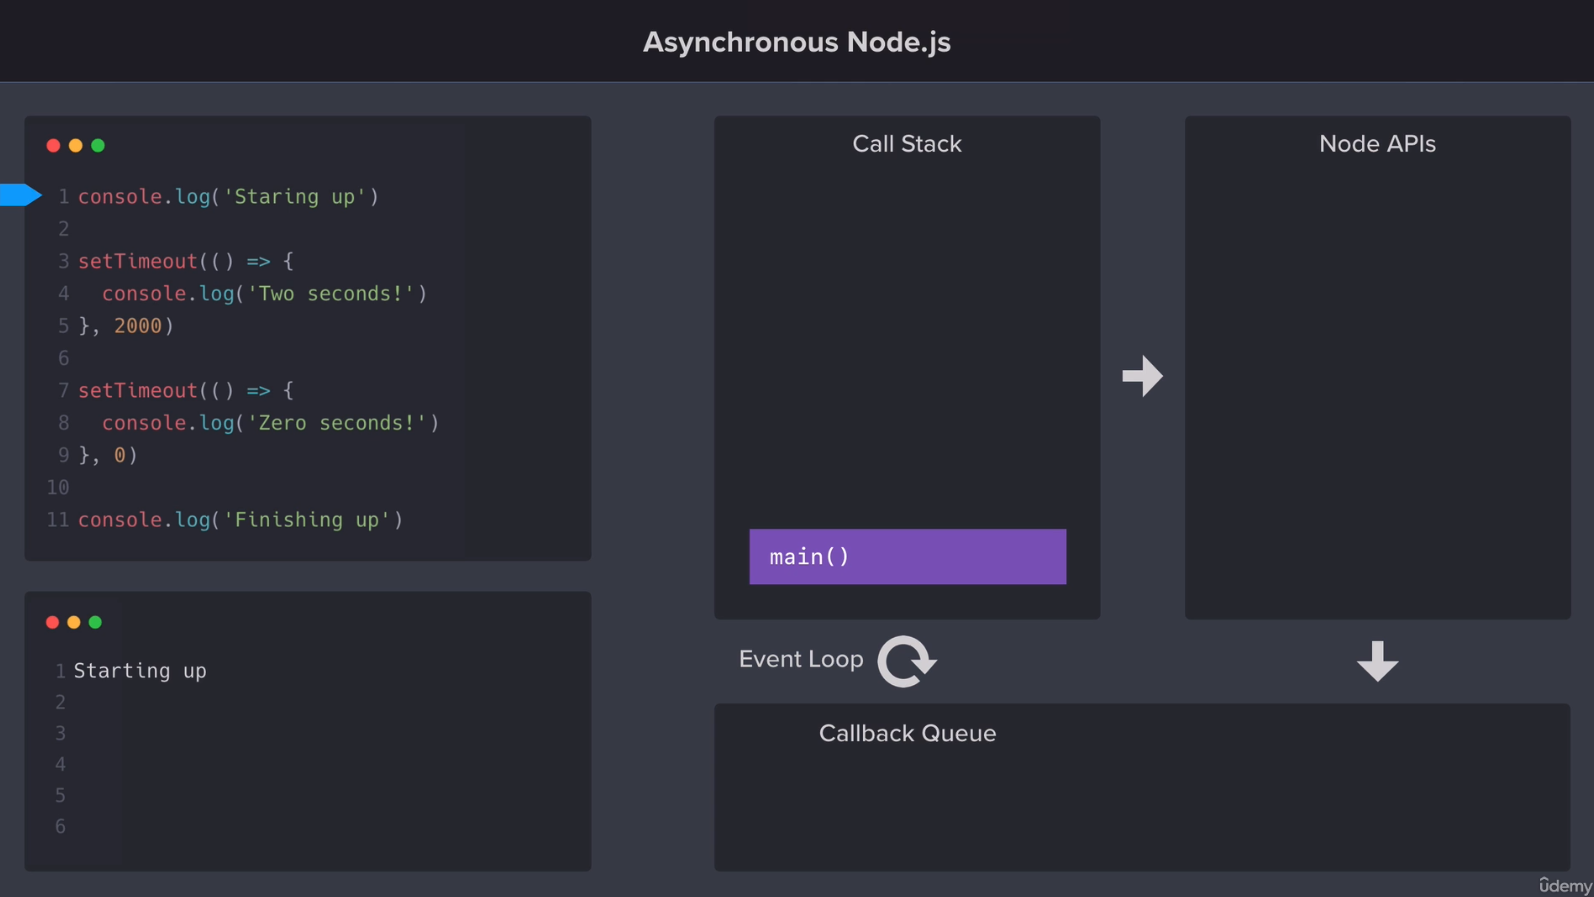 Asynchronous Node.js
1 console.log('Staring up')
2
3 setTimeout(() => {
4 console.log('Two seconds!')
5 }, 2000)
6
7 setTimeout(() => {
8 console.log('Zero seconds!')
9 }, 0)
10
11 console.log('Finishing up')
1 Starting up
2
3
4
5
6
Call Stack
main()
Node APIs
Event Loop
Callback Queue
ûdemy